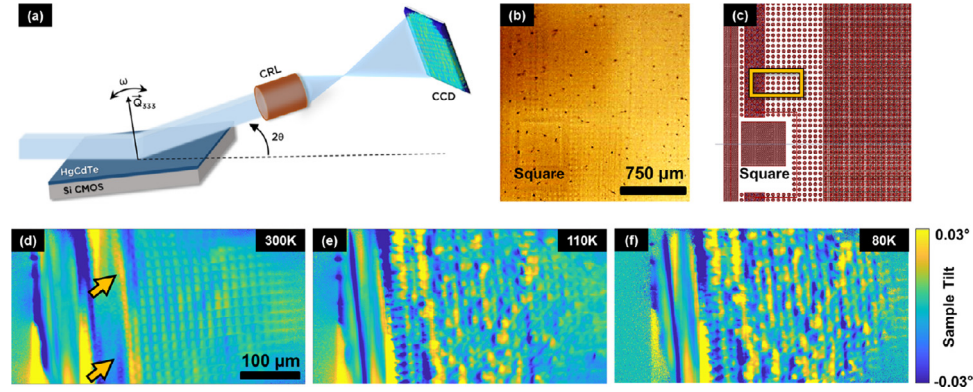 (a)
ω
Q₃₃₃
CRL
CCD
2θ
HgCdTe
Si CMOS
(b)
Square
750 µm
(c)
Square
(d)
300K
100 µm
(e)
110K
(f)
80K
0.03°
Sample Tilt
-0.03°